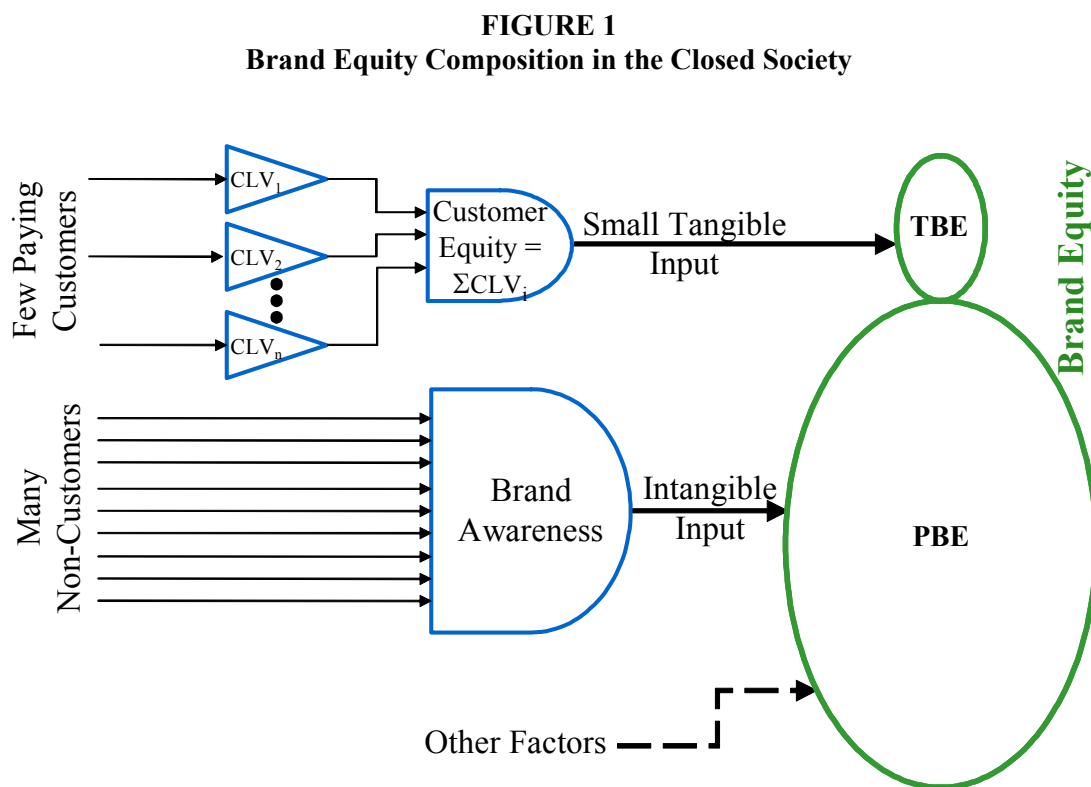 FIGURE 1
Brand Equity Composition in the Closed Society
Few Paying
Customers
CLV₁
CLV₂
CLVₙ
Customer
Equity =
ΣCLVᵢ
Small Tangible
Input
TBE
Brand Equity
Many
Non-Customers
Brand
Awareness
Intangible
Input
PBE
Other Factors